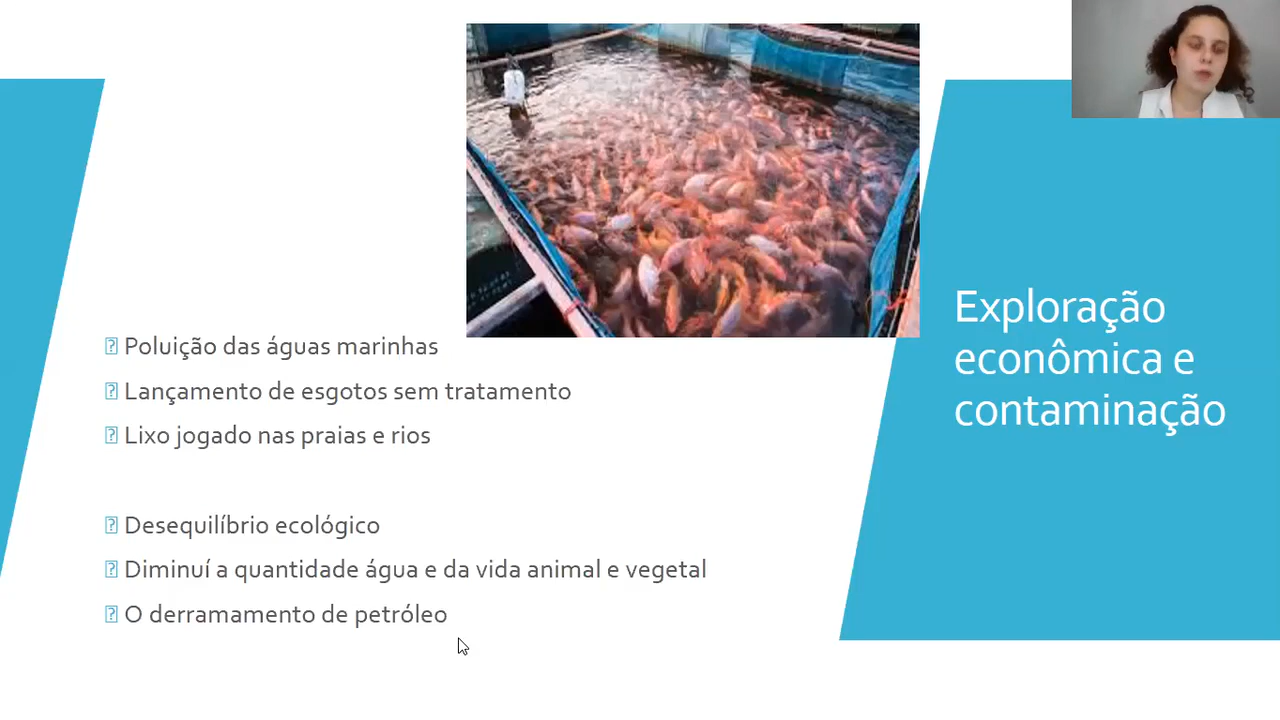 Poluição das águas marinhas
Lançamento de esgotos sem tratamento
Lixo jogado nas praias e rios
Desequilíbrio ecológico
Diminuí a quantidade água e da vida animal e vegetal
O derramamento de petróleo
Exploração
econômica e
contaminação